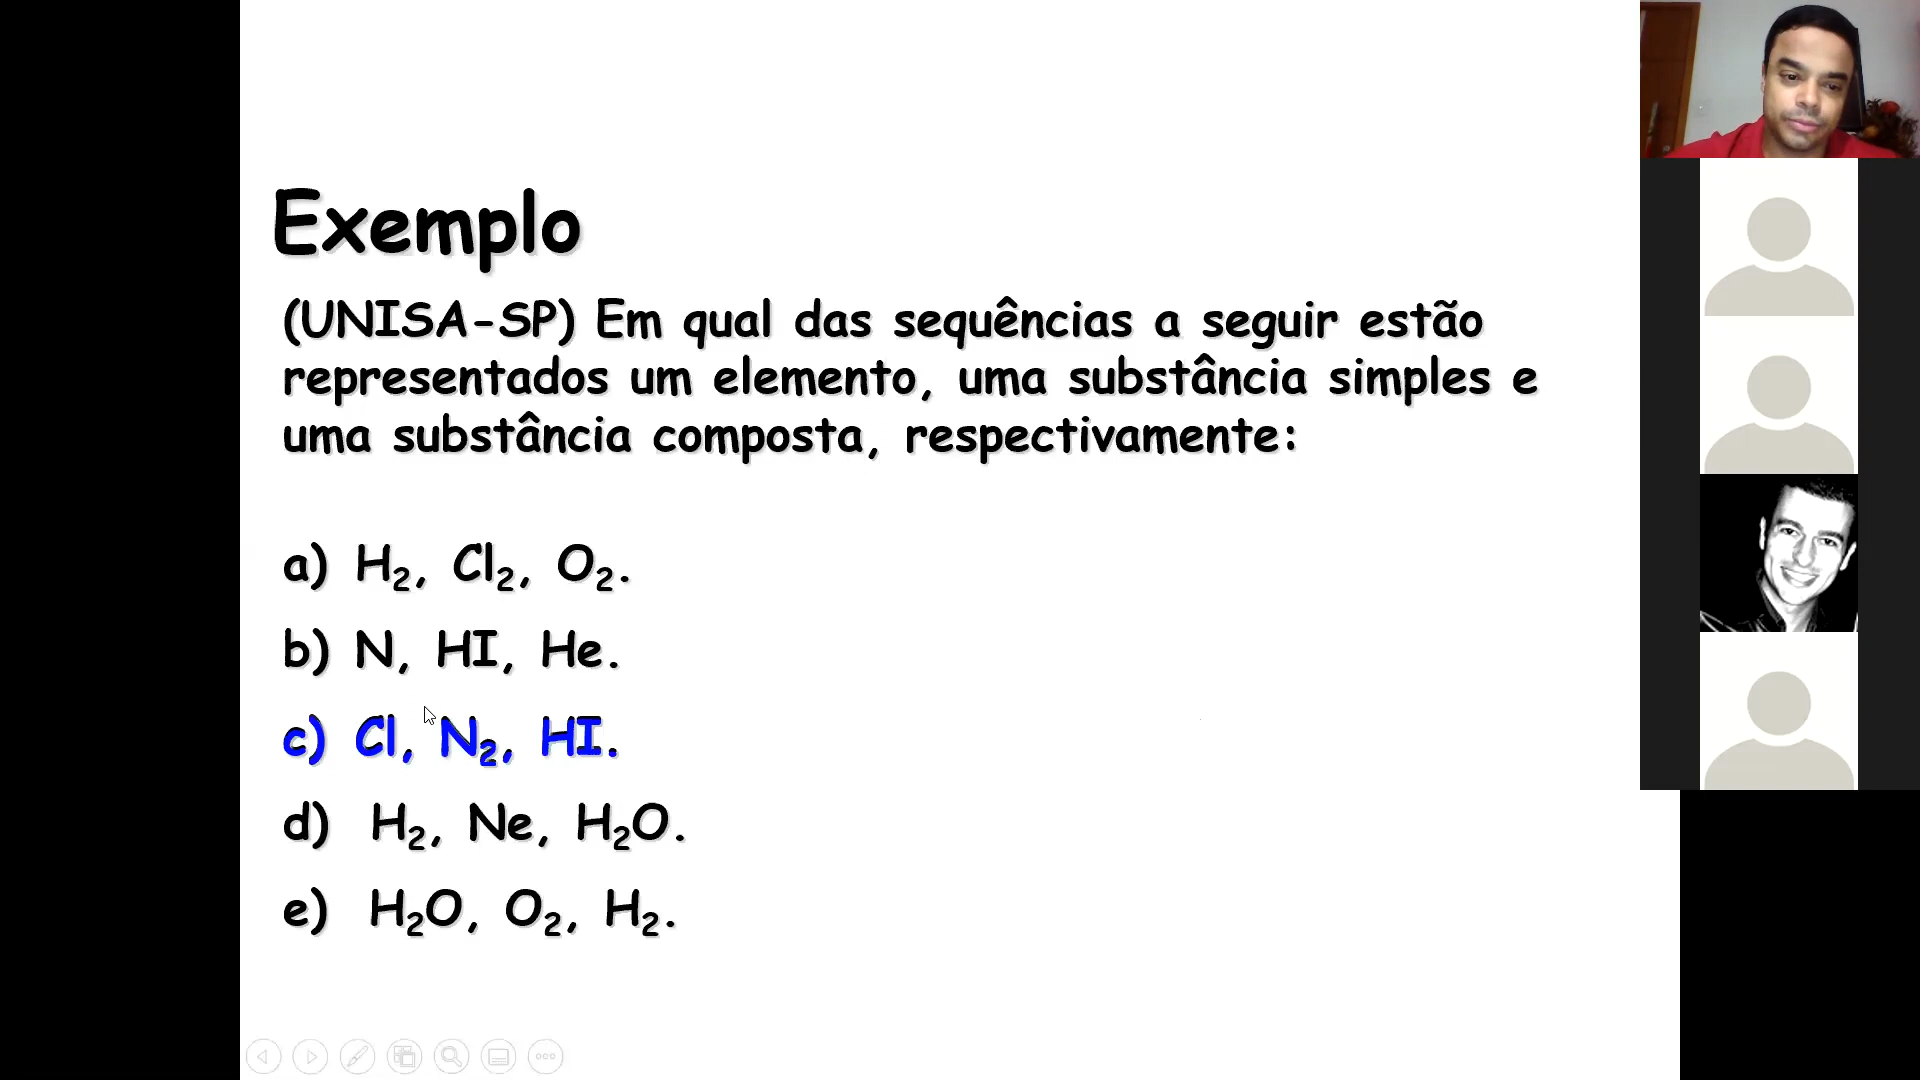 Exemplo
(UNISA-SP) Em qual das sequências a seguir estão
representados um elemento, uma substância simples e
uma substância composta, respectivamente:
a) H₂, Cl₂, O₂.
b) N, HI, He.
c) Cl, N₂, HI.
d) H₂, Ne, H₂O.
e) H₂O, O₂, H₂.